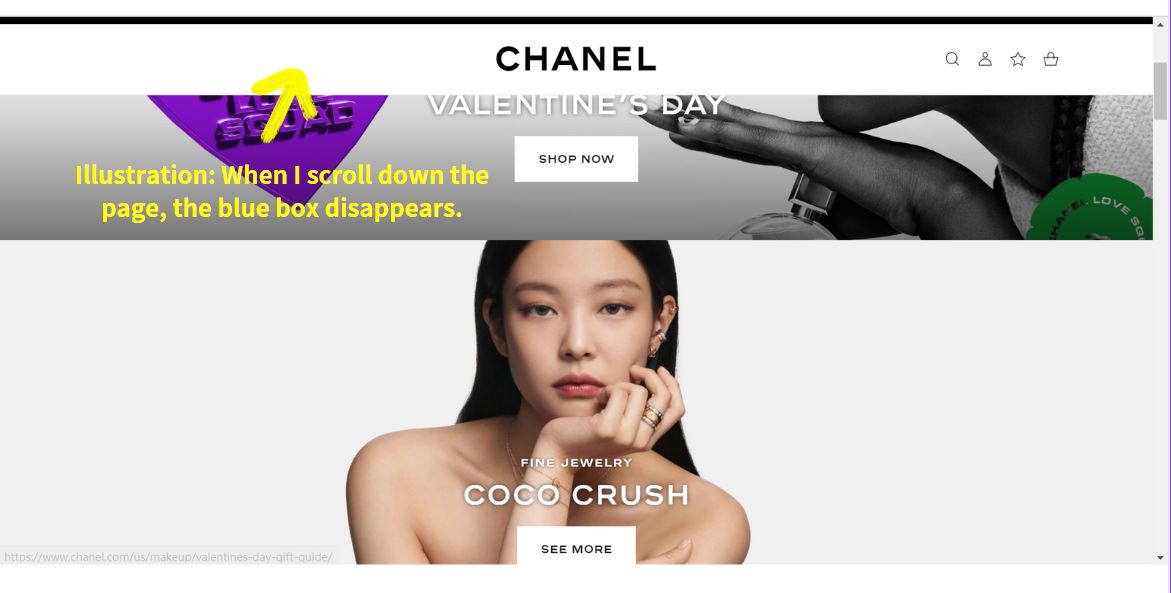 CHANEL
LOVE
SQUAD
VALENTINE'S DAY
SHOP NOW
Illustration: When I scroll down the
page, the blue box disappears.
CHANEL LOVE
FINE JEWELRY
COCO CRUSH
SEE MORE
https://www.chanel.com/us/makeup/valentines-day-gift-guide/